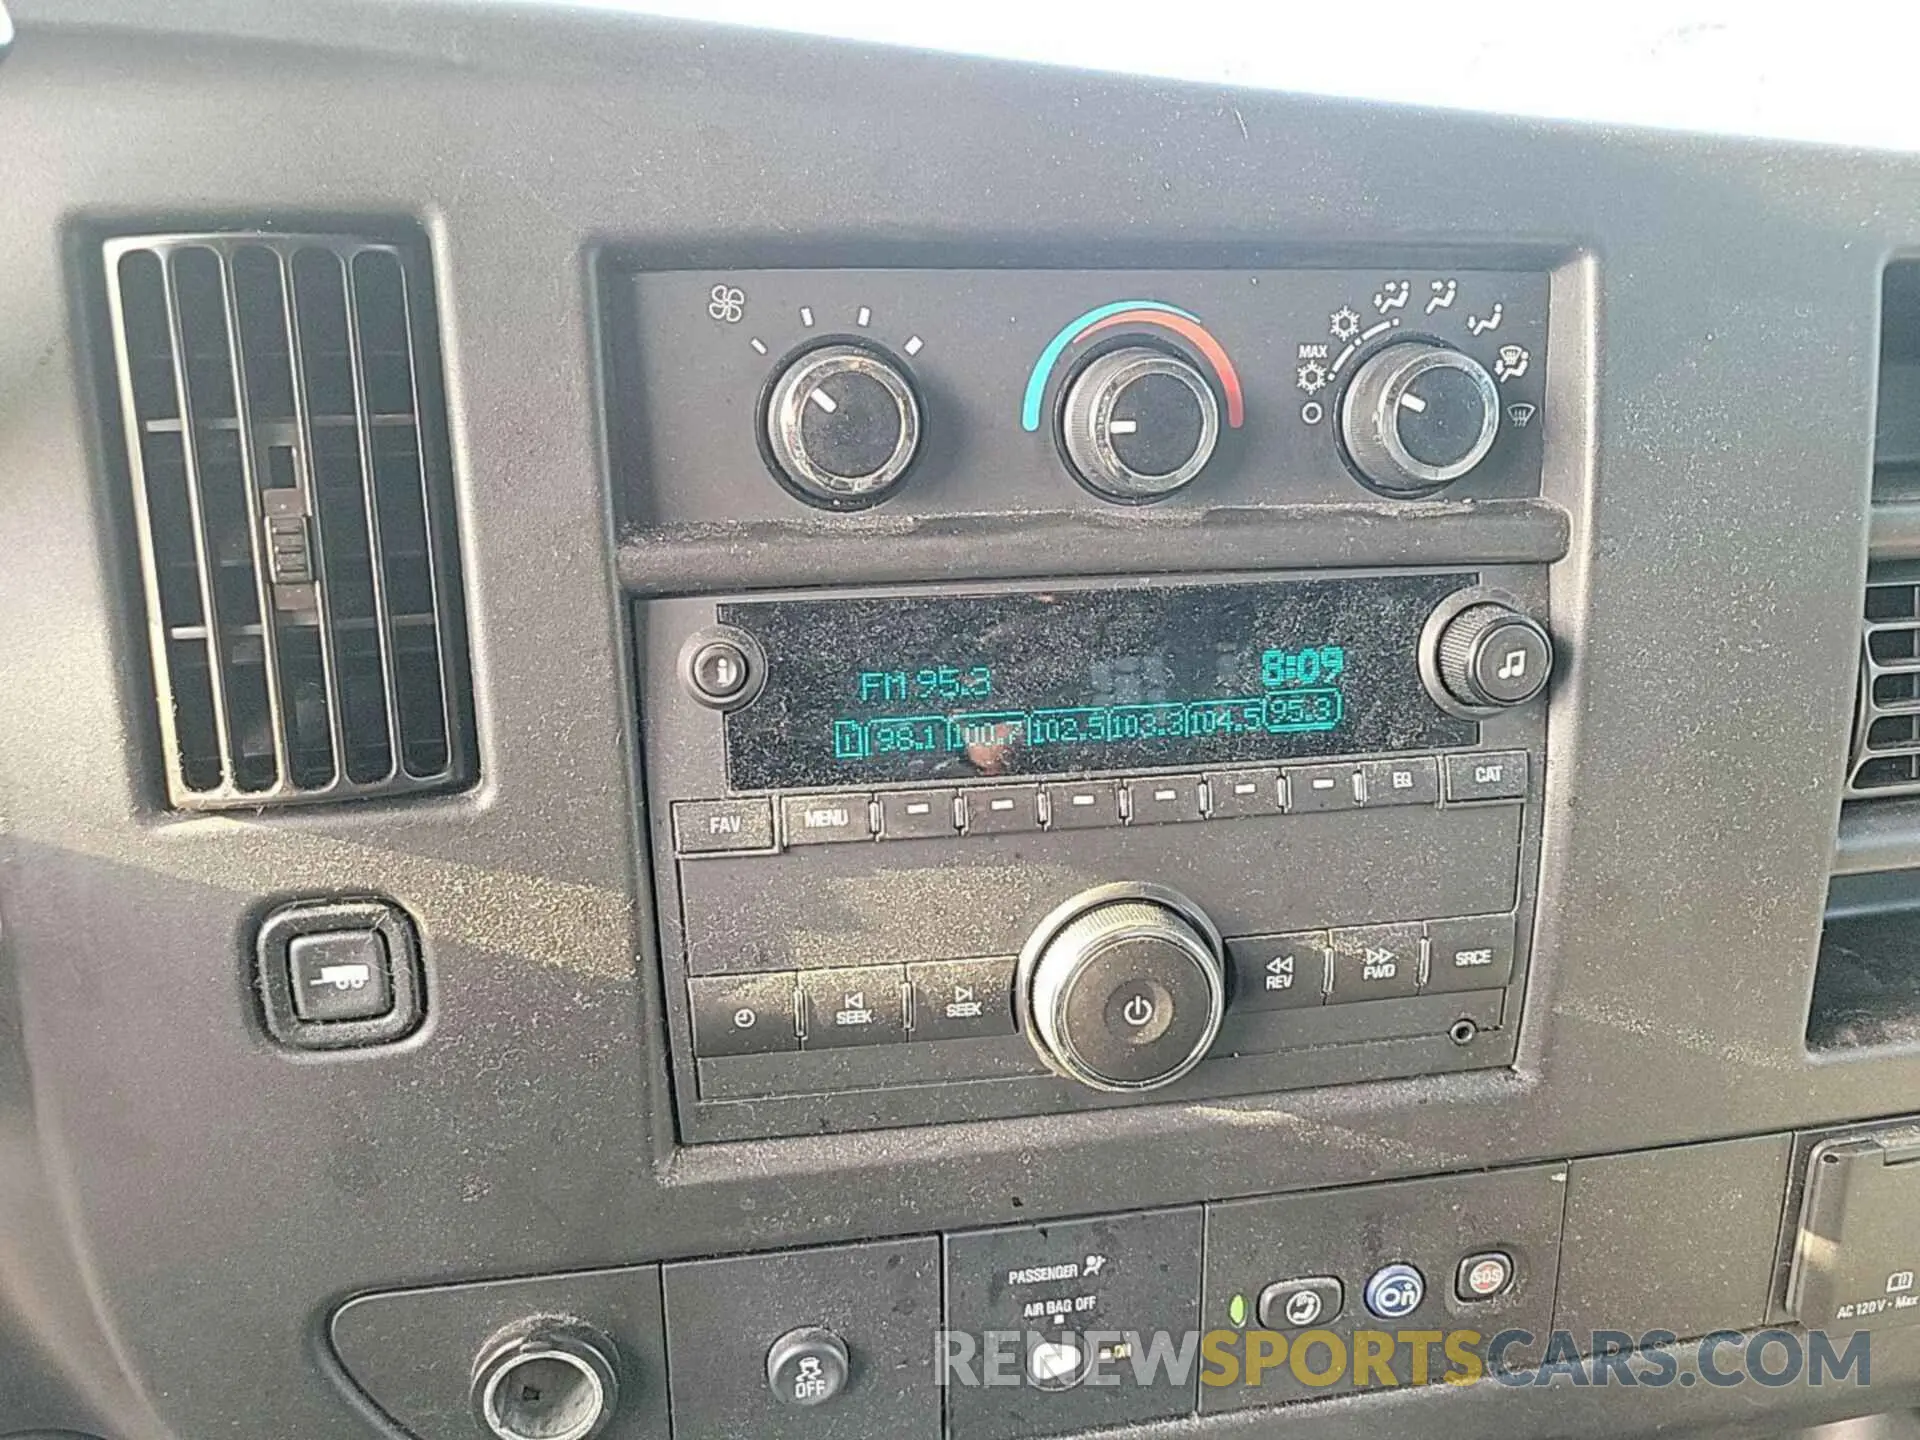 MAX
8:09
FM 95.3
98.1 100.7 102.5 103.3 104.5 95.3
FAV MENU EQ CAT
SEEK SEEK REV FWD SRCE
PASSENGER
AIR BAG OFF
ON
OFF
On
SOS
AC 120V • Max
RENEWSPORTSCARS.COM